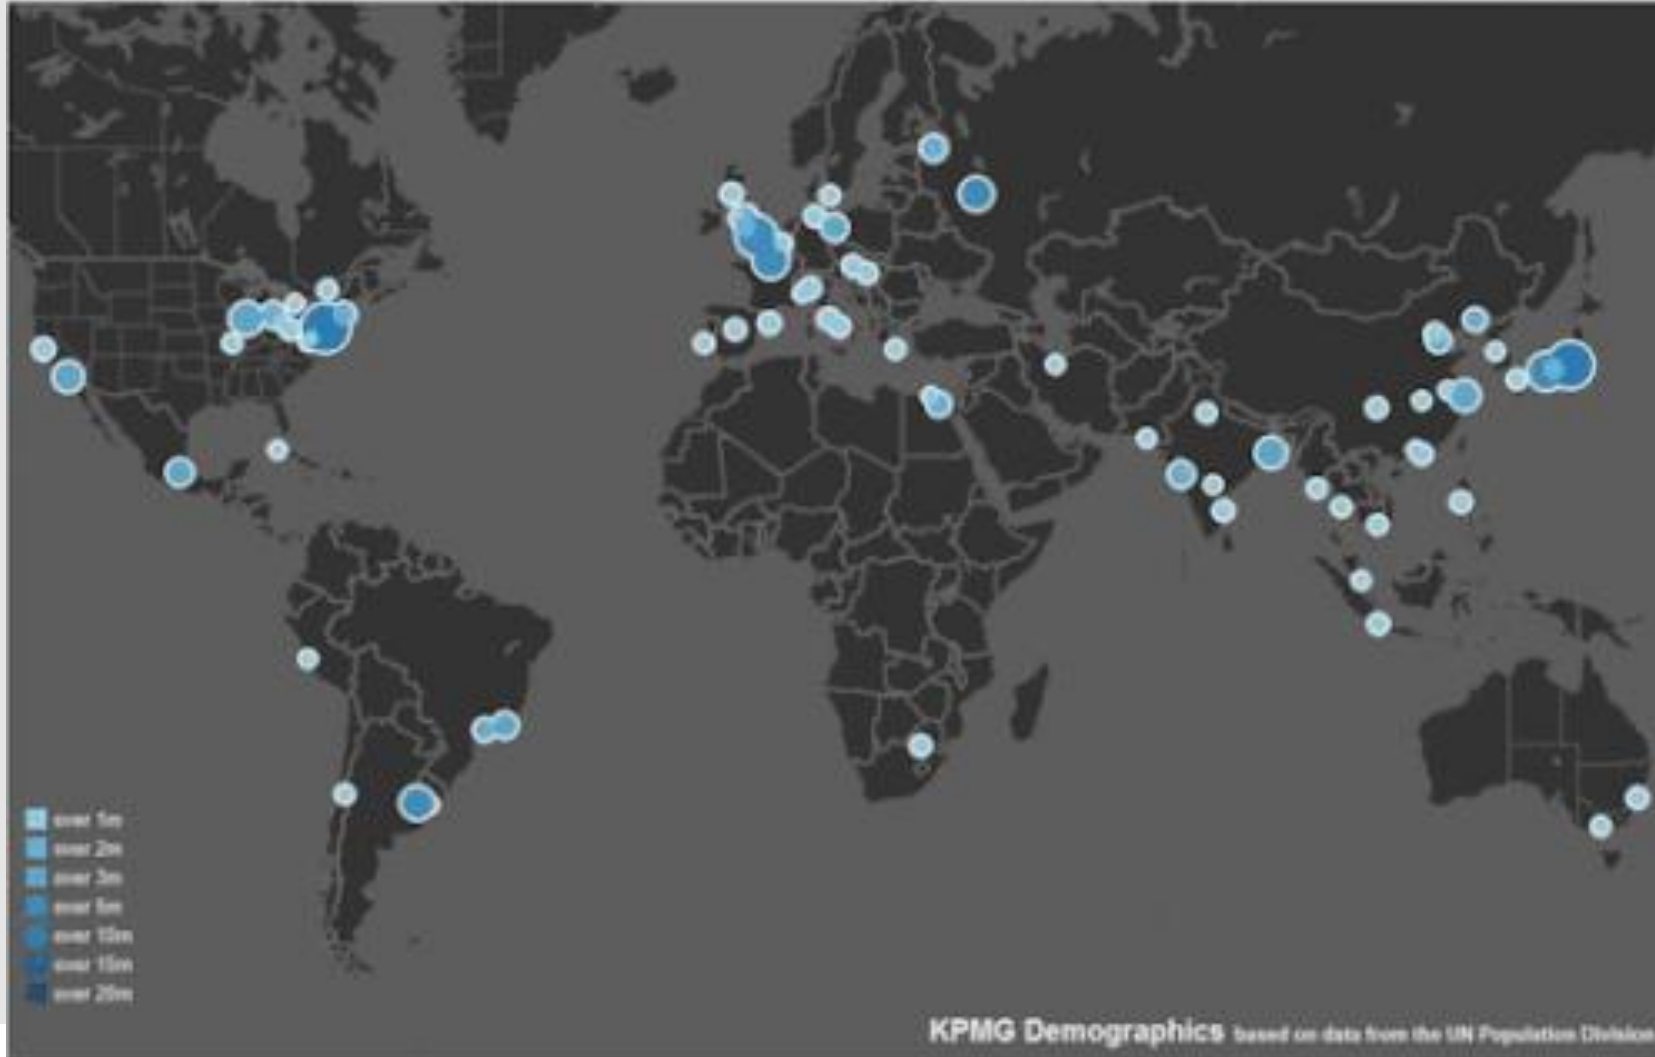 over 1m
over 2m
over 3m
over 5m
over 10m
over 15m
over 20m
KPMG Demographics based on data from the UN Population Division